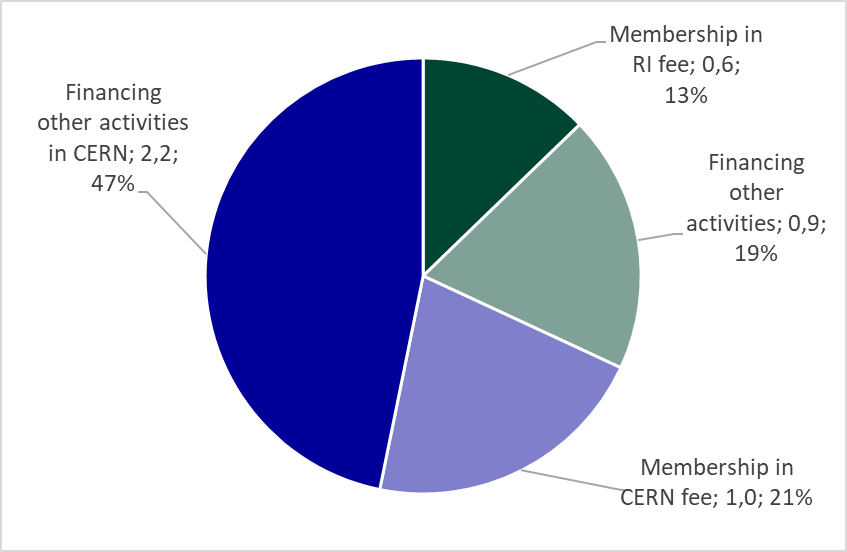 Membership in
RI fee; 0,6;
13%
Financing
other
activities; 0,9;
19%
Membership in
CERN fee; 1,0; 21%
Financing
other activities
in CERN; 2,2;
47%